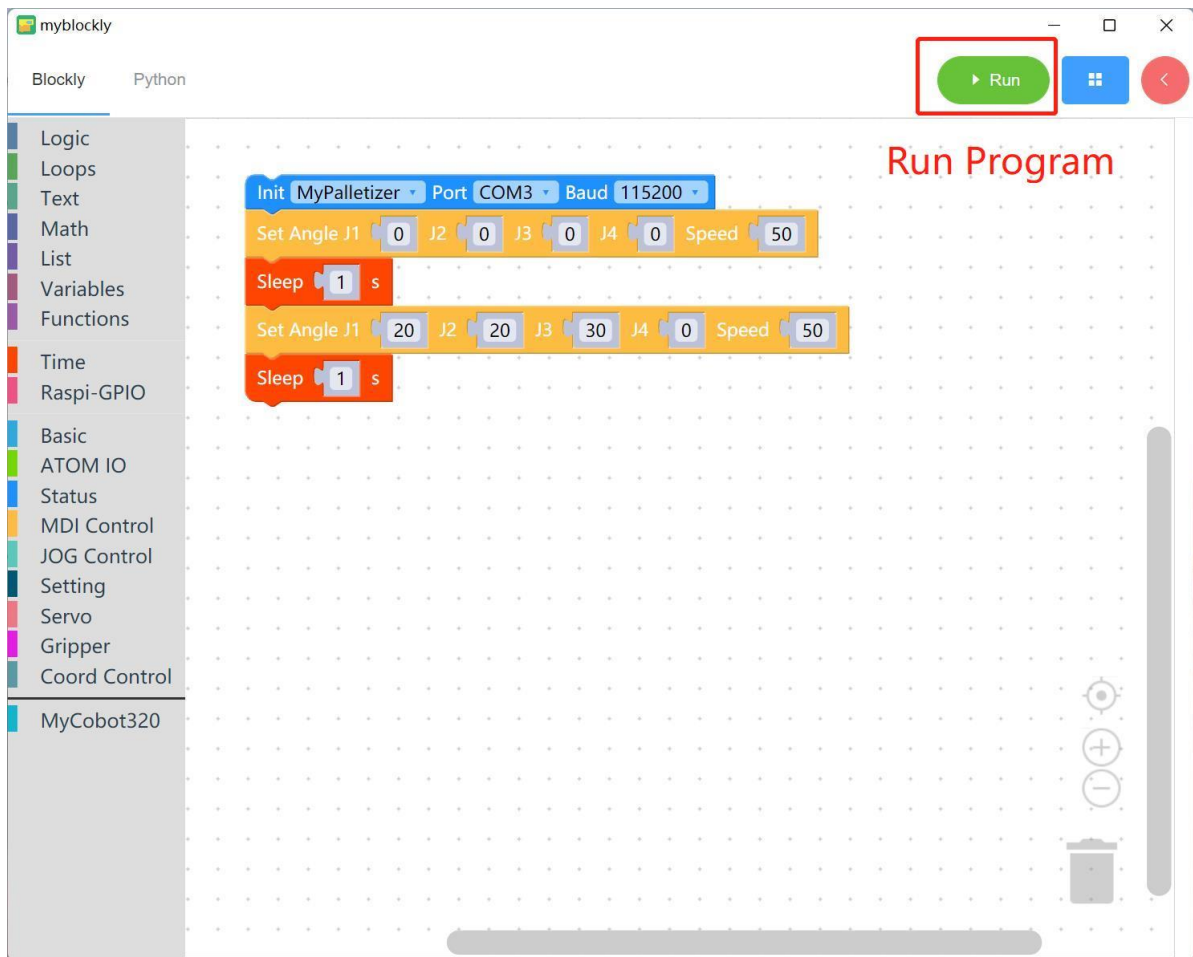 myblockly
Blockly Python Run
Run Program
Logic
Loops
Text
Math
List
Variables
Functions
Time
Raspi-GPIO
Basic
ATOM IO
Status
MDI Control
JOG Control
Setting
Servo
Gripper
Coord Control
MyCobot320
Init MyPalletizer Port COM3 Baud 115200
Set Angle J1 0 J2 0 J3 0 J4 0 Speed 50
Sleep 1 s
Set Angle J1 20 J2 20 J3 30 J4 0 Speed 50
Sleep 1 s